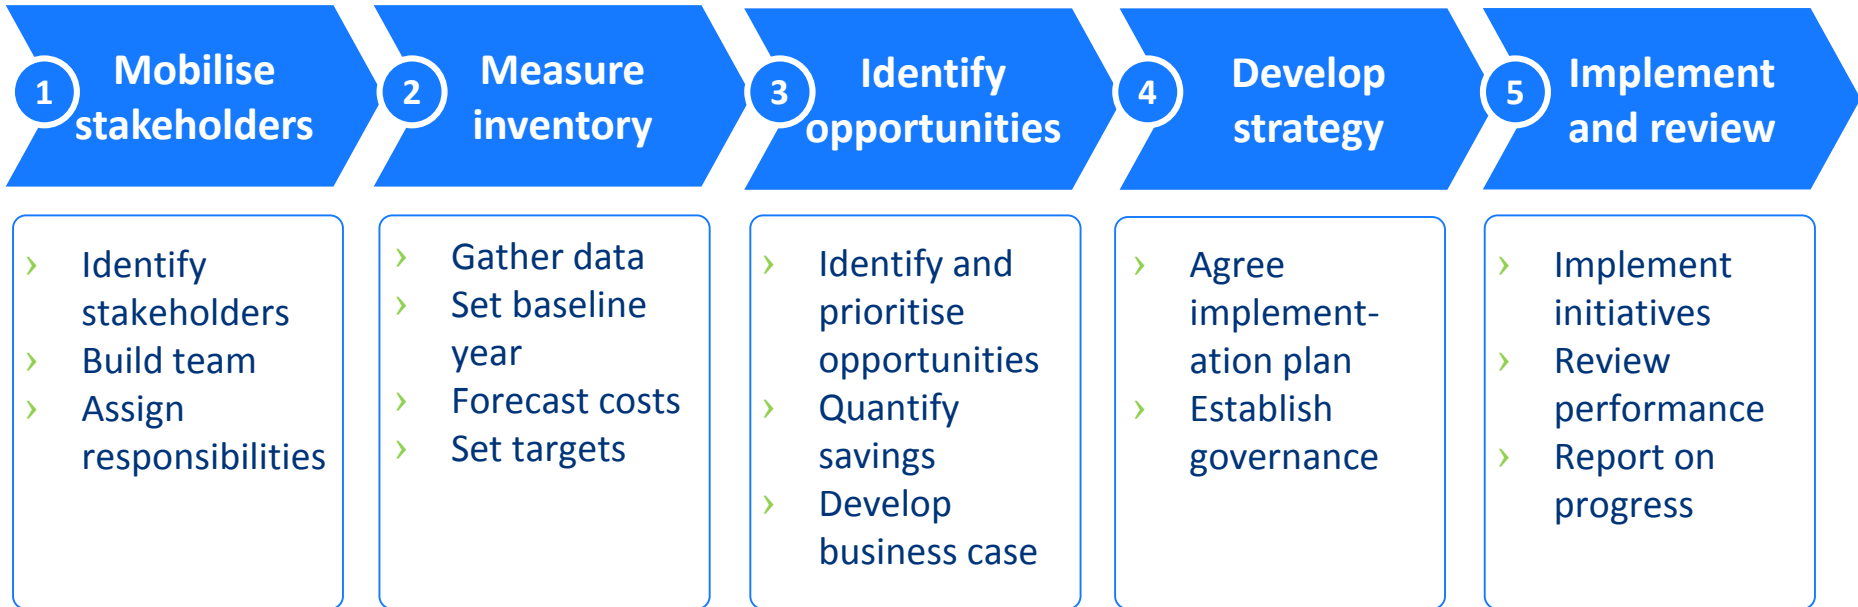 1
Mobilise
stakeholders
2
Measure
inventory
3
Identify
opportunities
4
Develop
strategy
5
Implement
and review
› Identify
stakeholders
› Build team
› Assign
responsibilities
› Gather data
› Set baseline
year
› Forecast costs
› Set targets
› Identify and
prioritise
opportunities
› Quantify
savings
› Develop
business case
› Agree
implement-
ation plan
› Establish
governance
› Implement
initiatives
› Review
performance
› Report on
progress